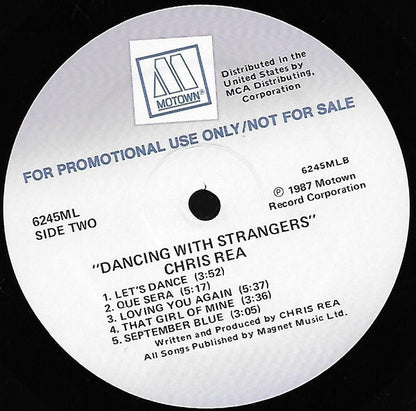 MOTOWN®
Distributed in the
United States by
MCA Distributing,
Corporation
FOR PROMOTIONAL USE ONLY/NOT FOR SALE
6245ML
SIDE TWO
6245MLB
℗ 1987 Motown
Record Corporation
"DANCING WITH STRANGERS"
CHRIS REA
1. LET'S DANCE (3:52)
2. QUE SERA (5:17)
3. LOVING YOU AGAIN (5:37)
4. THAT GIRL OF MINE (3:36)
5. SEPTEMBER BLUE (3:05)
Written and Produced by CHRIS REA
All Songs Published by Magnet Music Ltd.